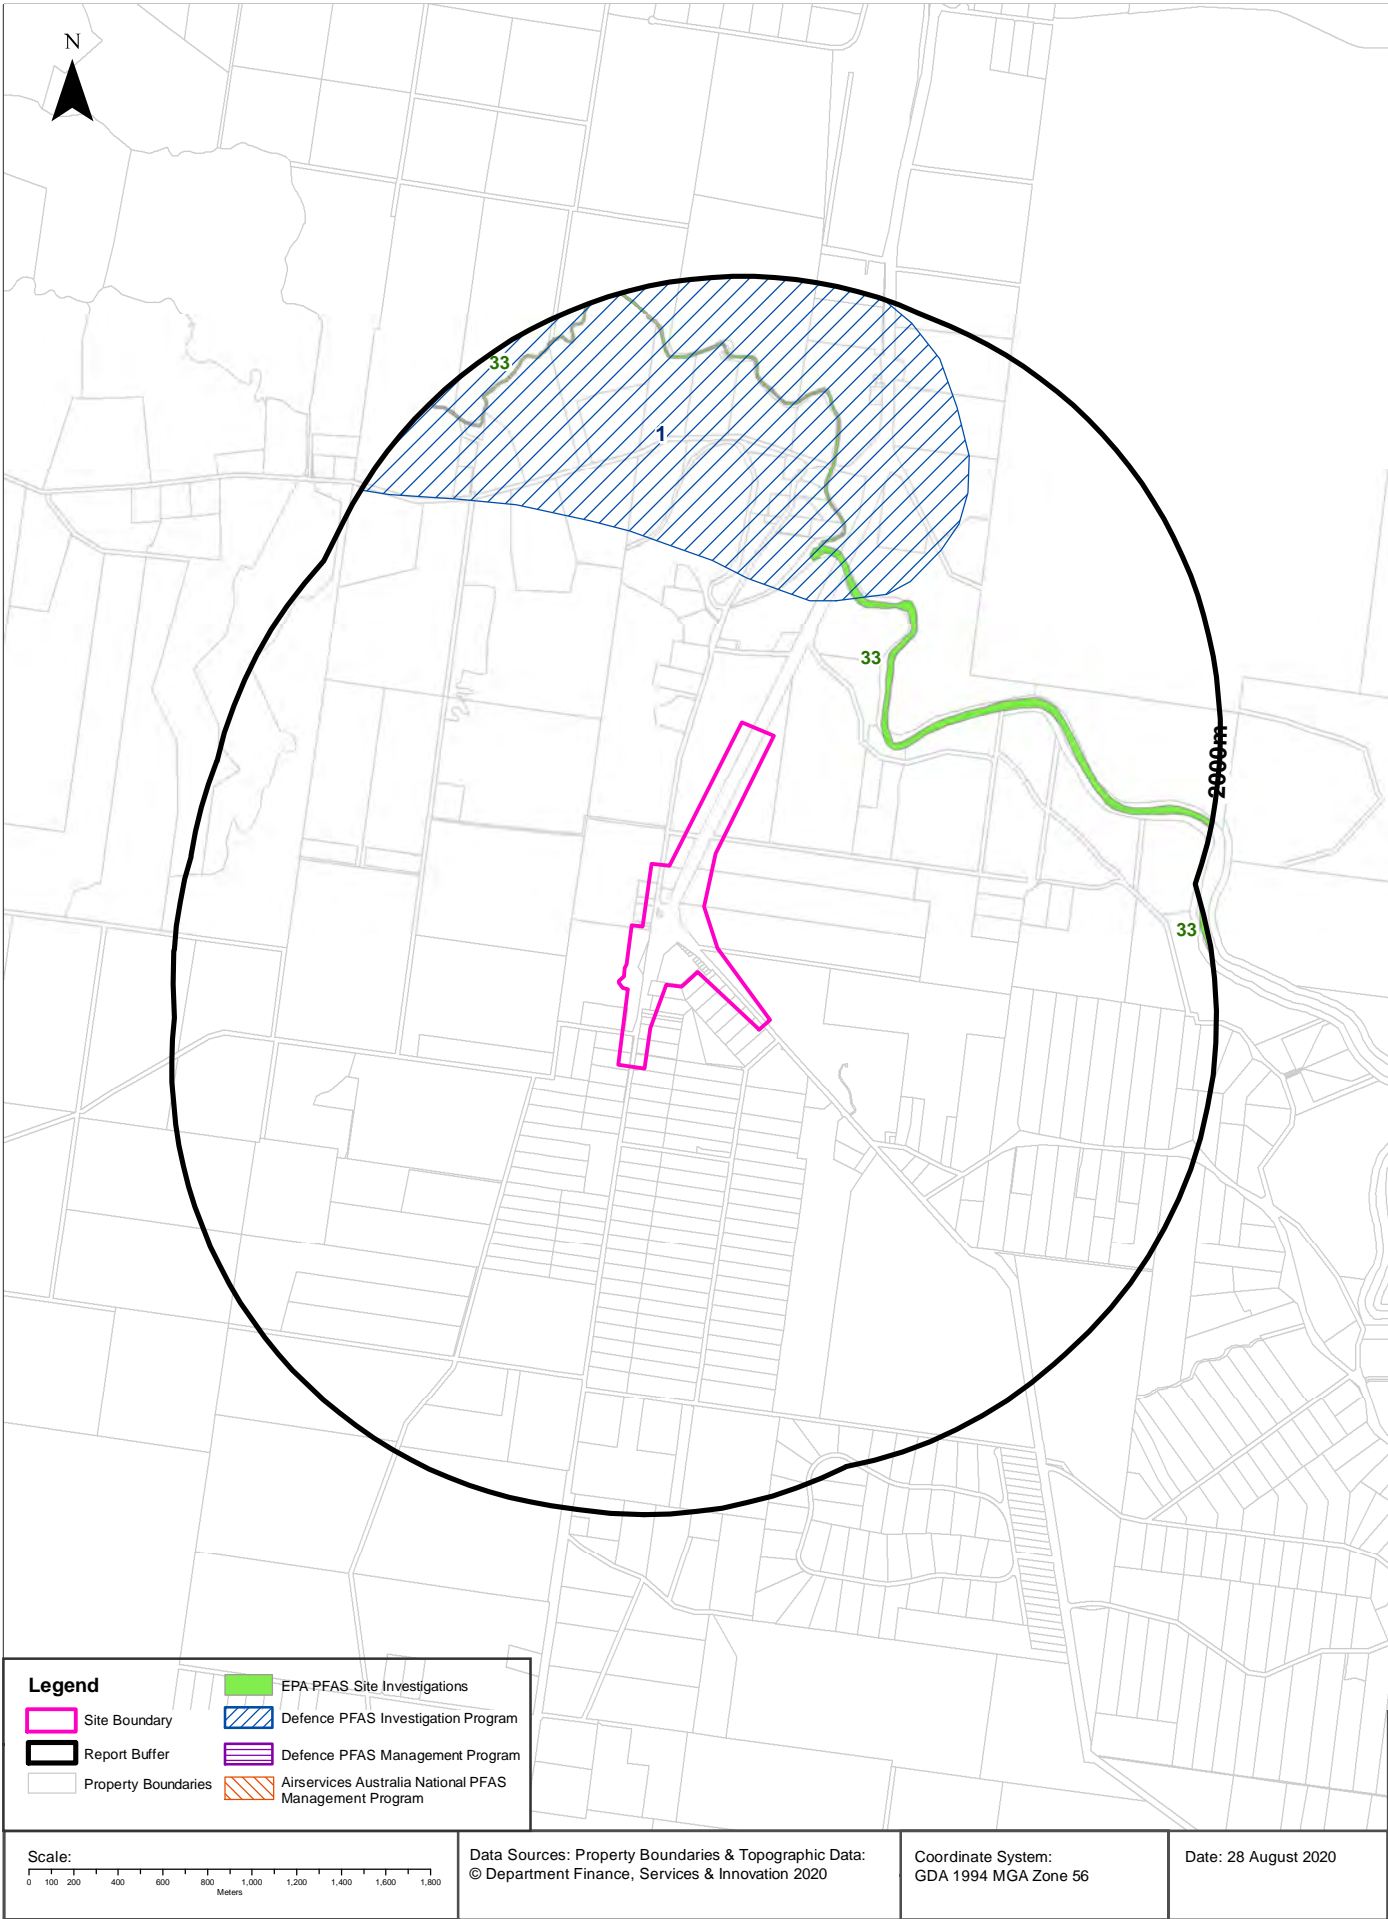 N
33
1
33
2000m
33
Legend
Site Boundary
Report Buffer
Property Boundaries
EPA PFAS Site Investigations
Defence PFAS Investigation Program
Defence PFAS Management Program
Airservices Australia National PFAS
Management Program
Scale:
0 100 200 400 600 800 1,000 1,200 1,400 1,600 1,800
Meters
Data Sources: Property Boundaries & Topographic Data:
© Department Finance, Services & Innovation 2020
Coordinate System:
GDA 1994 MGA Zone 56
Date: 28 August 2020